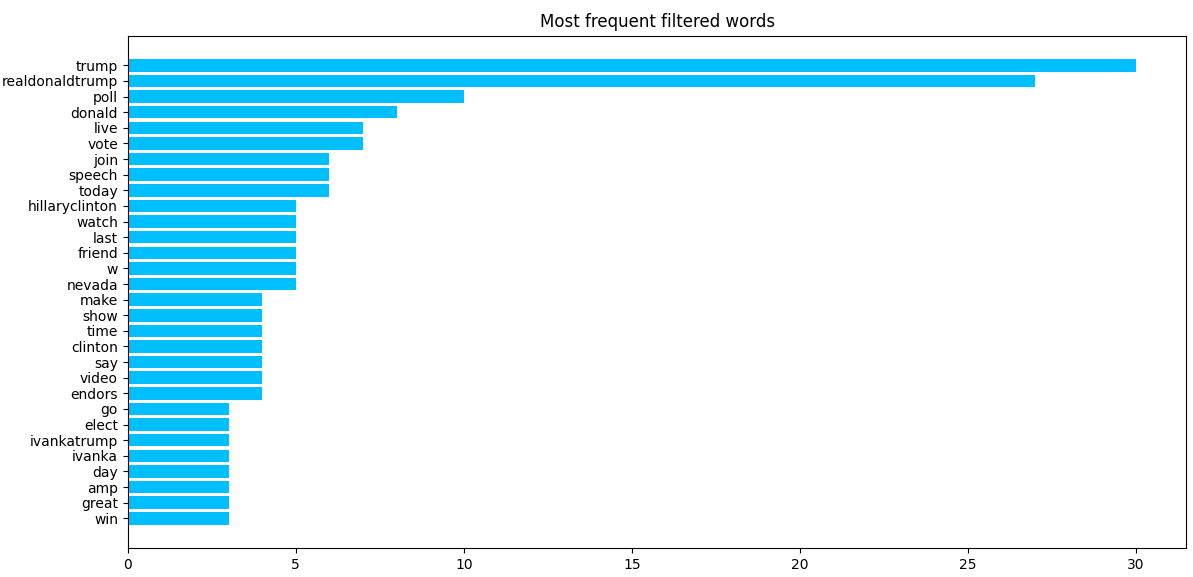 Most frequent filtered words
trump
realdonaldtrump
poll
donald
live
vote
join
speech
today
hillaryclinton
watch
last
friend
w
nevada
make
show
time
clinton
say
video
endors
go
elect
ivankatrump
ivanka
day
amp
great
win
0 5 10 15 20 25 30